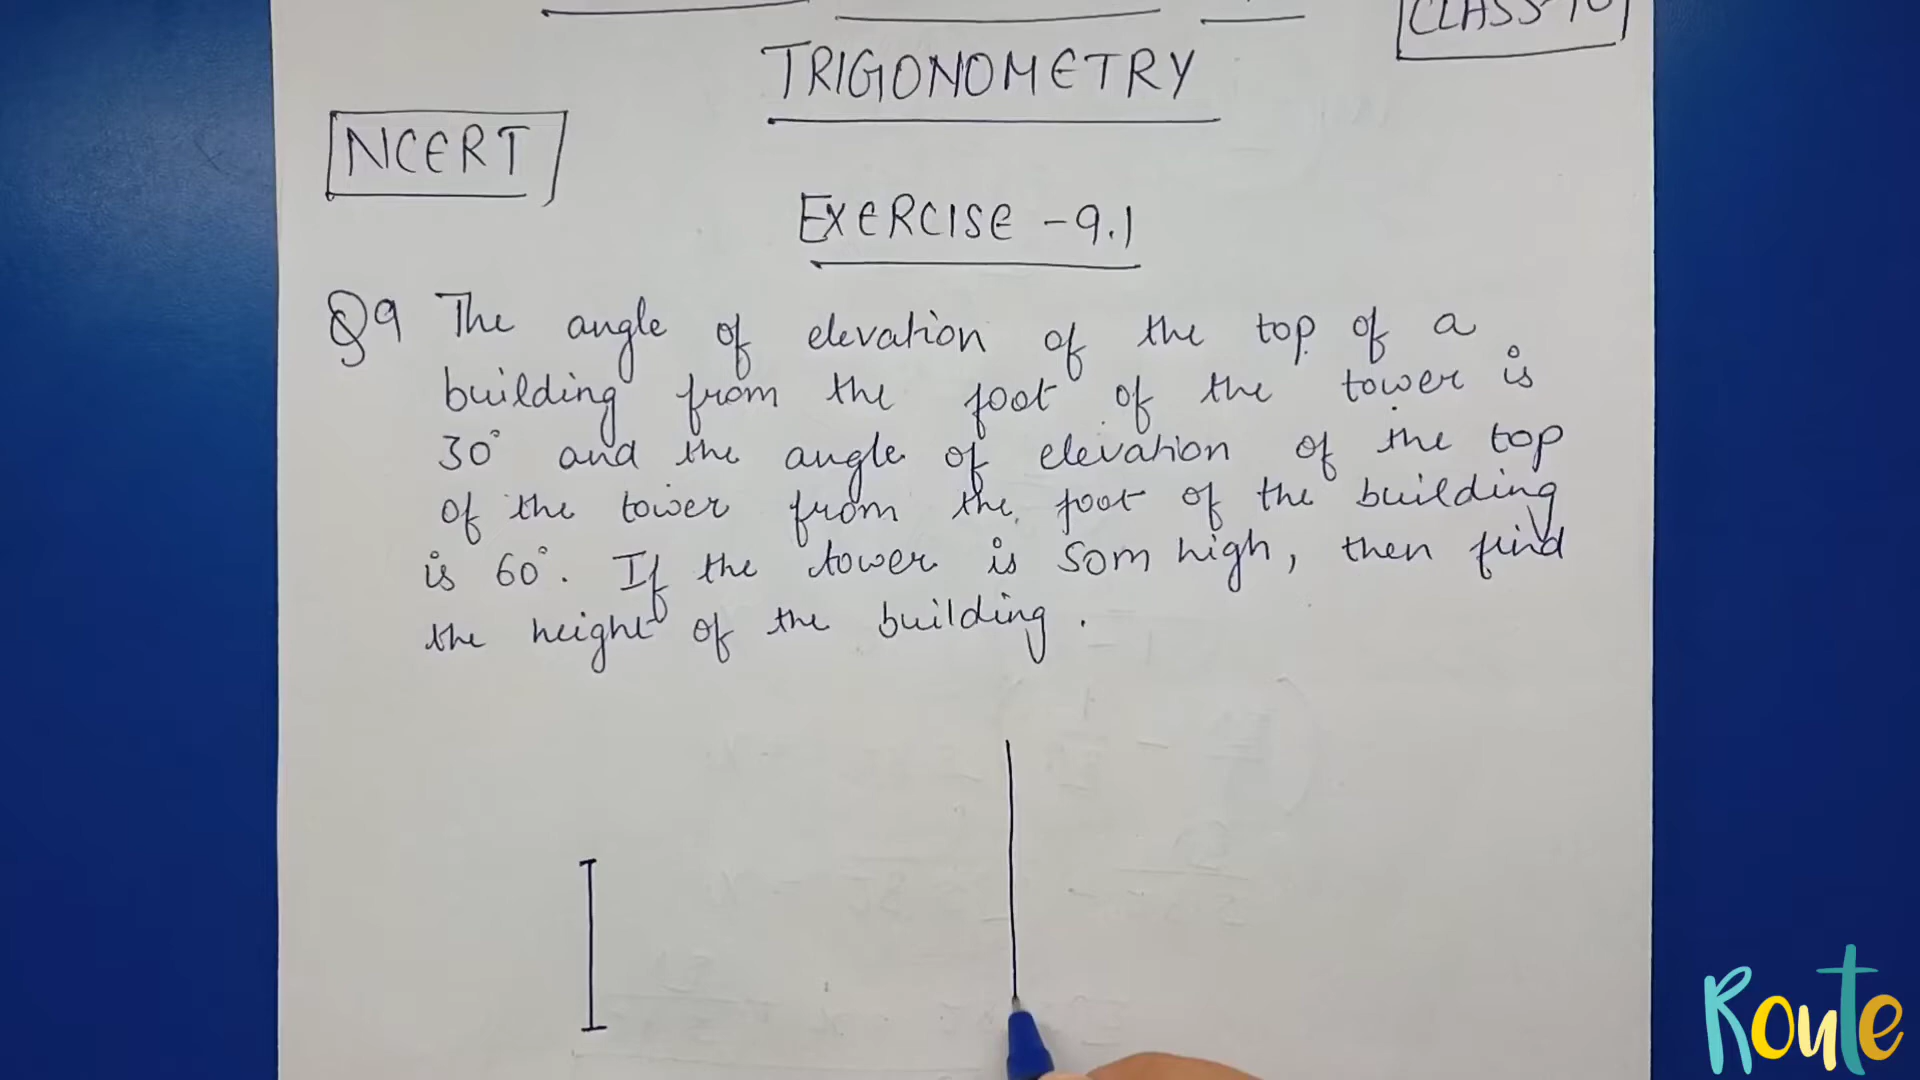 CLASS-10
TRIGONOMETRY
NCERT
EXERCISE - 9.1
Q9 The angle of elevation of the top of a
building from the foot of the tower is
30° and the angle of elevation of the top
of the tower from the foot of the building
is 60°. If the tower is 50m high, then find
the height of the building.
Route